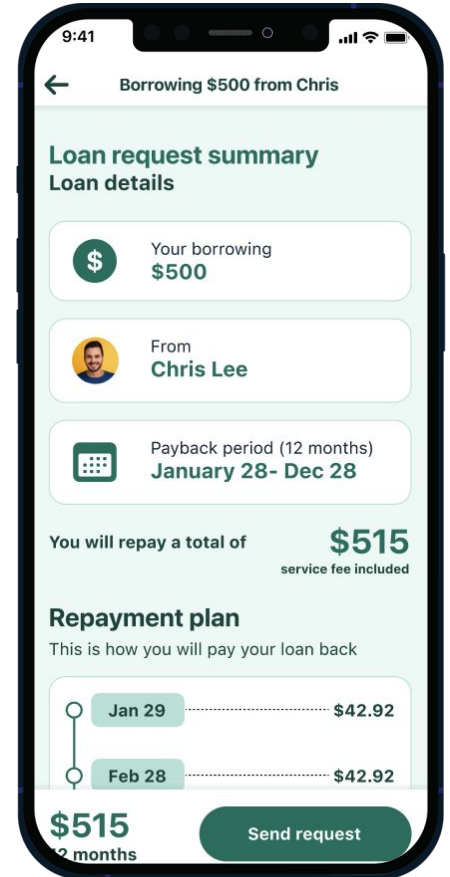 9:41
Borrowing $500 from Chris
Loan request summary
Loan details
$
Your borrowing
$500
From
Chris Lee
Payback period (12 months)
January 28- Dec 28
You will repay a total of
$515
service fee included
Repayment plan
This is how you will pay your loan back
Jan 29 $42.92
Feb 28 $42.92
$515
12 months
Send request